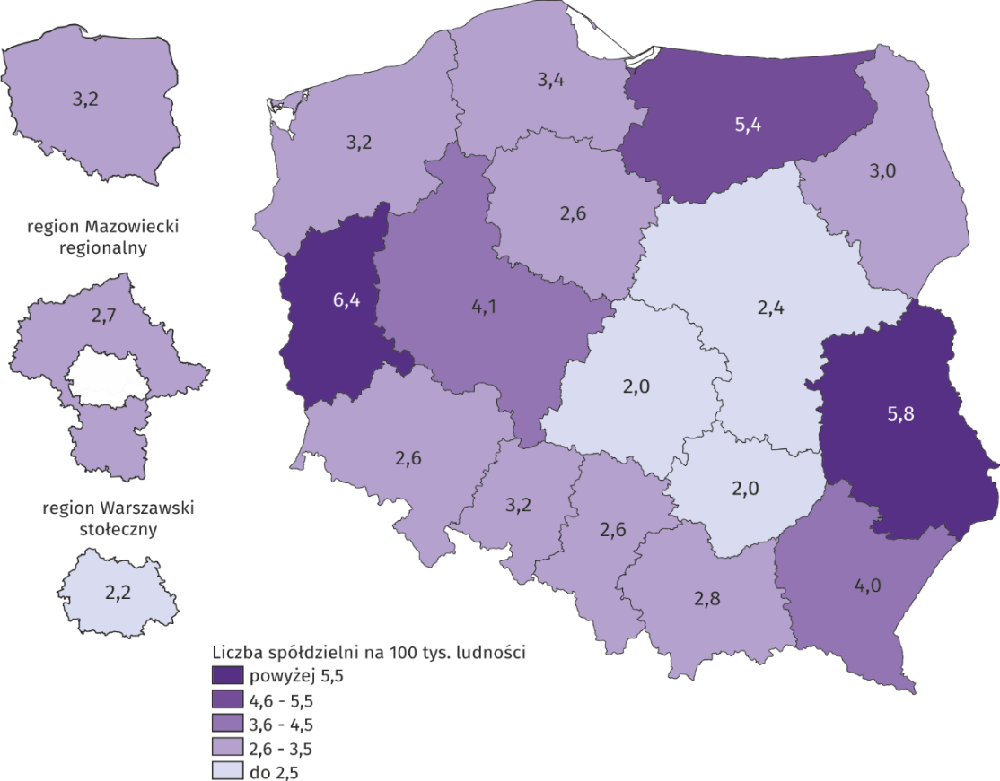 3,2
region Mazowiecki
regionalny
2,7
region Warszawski
stołeczny
2,2
3,4
5,4
3,2
3,0
2,6
6,4
4,1
2,4
2,0
5,8
2,6
2,0
3,2
2,6
4,0
2,8
Liczba spółdzielni na 100 tys. ludności
powyżej 5,5
4,6 - 5,5
3,6 - 4,5
2,6 - 3,5
do 2,5